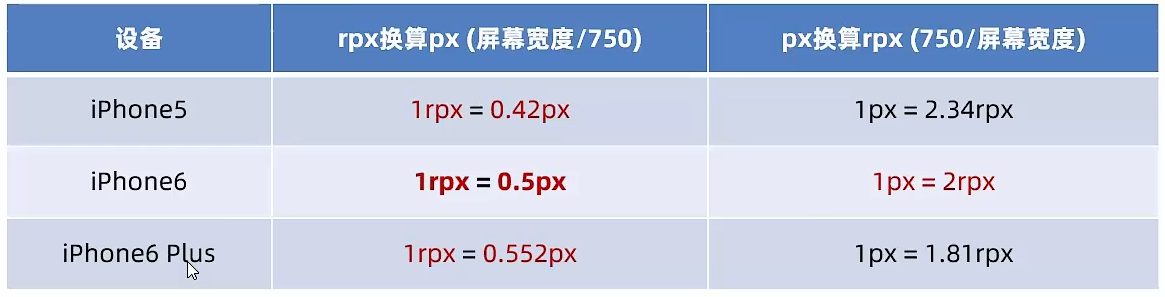 设备 rpx换算px (屏幕宽度/750) px换算rpx (750/屏幕宽度)
iPhone5 1rpx = 0.42px 1px = 2.34rpx
iPhone6 1rpx = 0.5px 1px = 2rpx
iPhone6 Plus 1rpx = 0.552px 1px = 1.81rpx